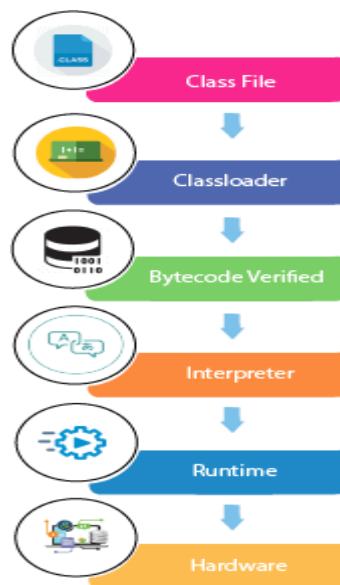 .CLASS
Class File
1+1=
Classloader
1001
0110
Bytecode Verified
A
Interpreter
Runtime
Hardware